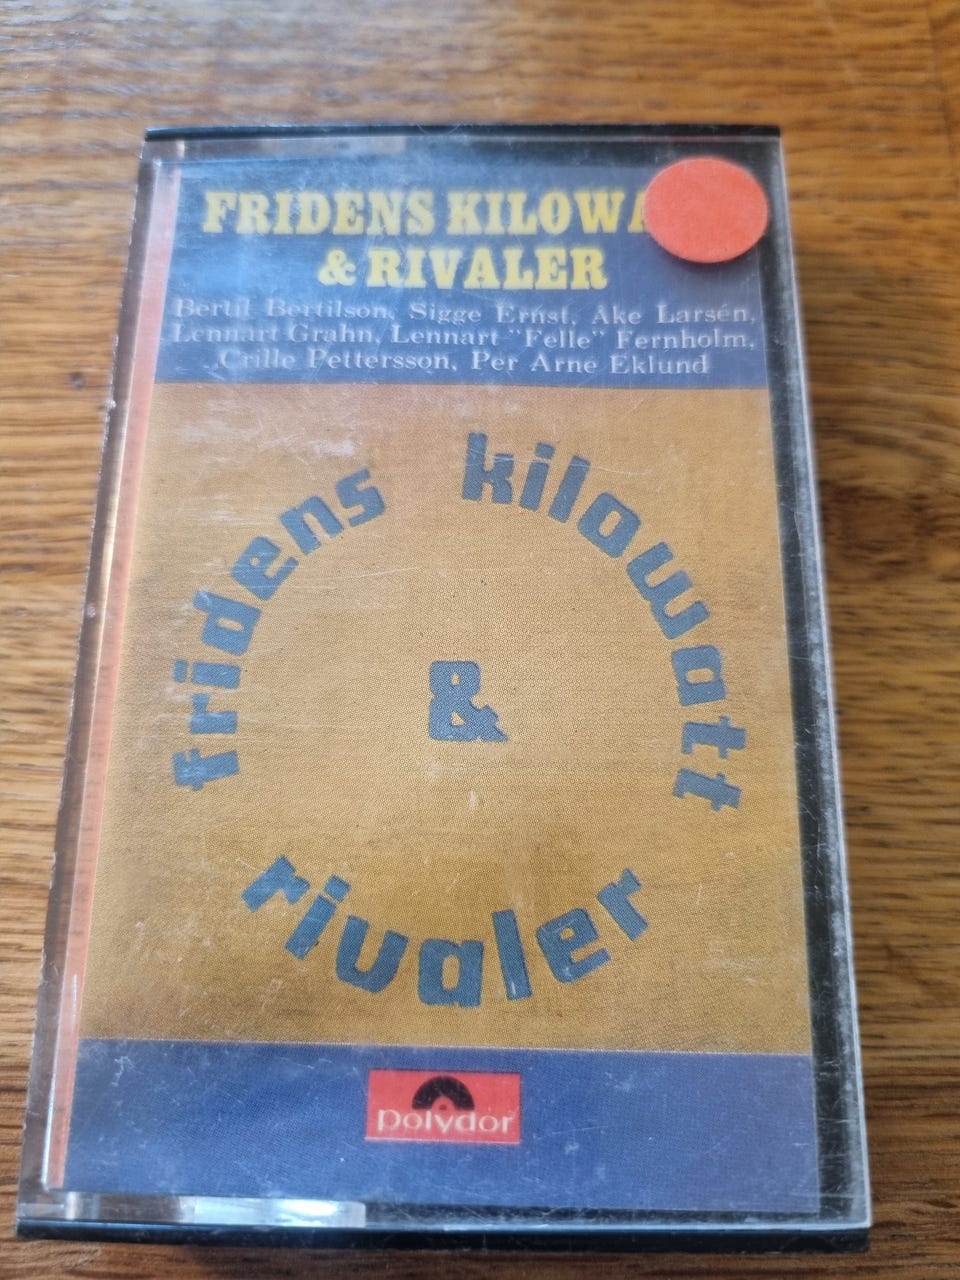 FRIDENS KILOWA
& RIVALER
Bertil Bertilson, Sigge Ernst, Ake Larsén,
Lennart Grahn, Lennart "Felle" Fernholm,
Crille Pettersson, Per Arne Eklund
fridens kilowatt
&
rivaler
polydor